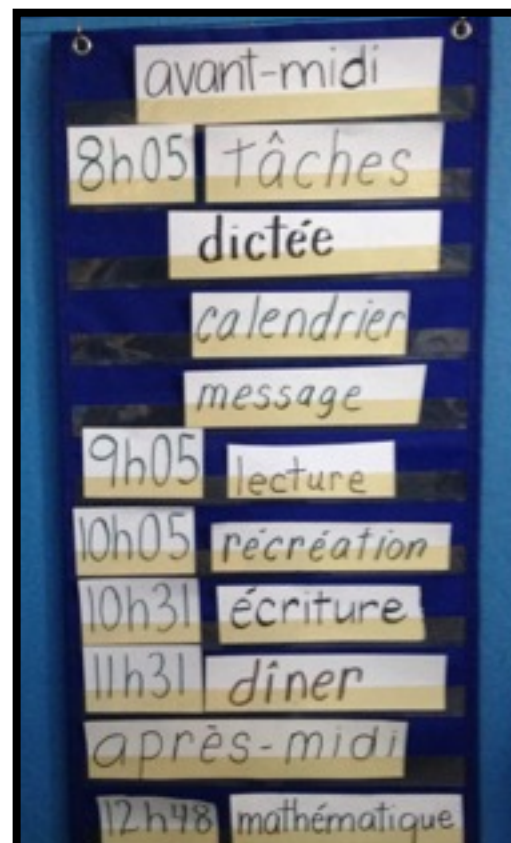 avant-midi
8h05 tâches
dictée
calendrier
message
9h05 lecture
10h05 récréation
10h31 écriture
11h31 dîner
après-midi
12h48 mathématique